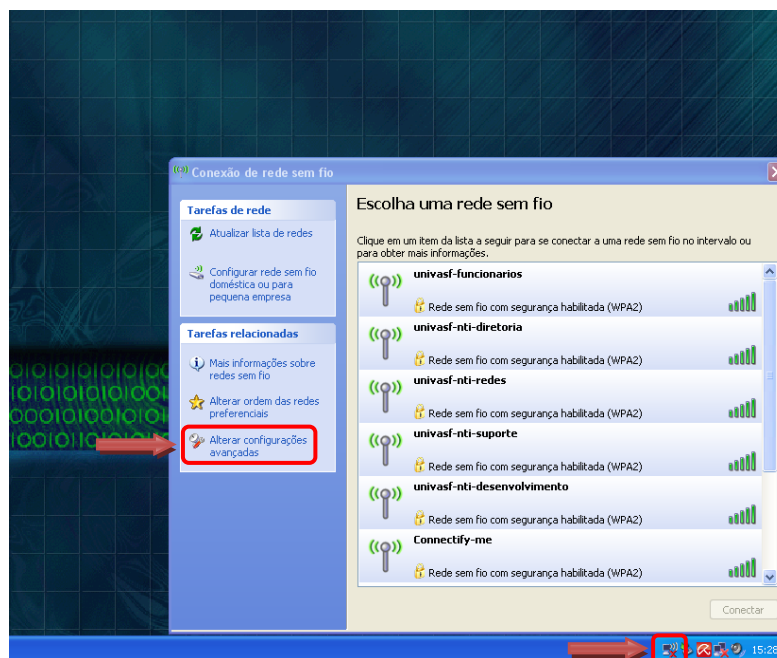 Conexão de rede sem fio
Tarefas de rede
Atualizar lista de redes
Configurar rede sem fio
doméstica ou para
pequena empresa
Tarefas relacionadas
Mais informações sobre
redes sem fio
Alterar ordem das redes
preferenciais
Alterar configurações
avançadas
Escolha uma rede sem fio
Clique em um item da lista a seguir para se conectar a uma rede sem fio no intervalo ou
para obter mais informações.
univasf-funcionarios
Rede sem fio com segurança habilitada (WPA2)
univasf-nti-diretoria
Rede sem fio com segurança habilitada (WPA2)
univasf-nti-redes
Rede sem fio com segurança habilitada (WPA2)
univasf-nti-suporte
Rede sem fio com segurança habilitada (WPA2)
univasf-nti-desenvolvimento
Rede sem fio com segurança habilitada (WPA2)
Connectify-me
Rede sem fio com segurança habilitada (WPA2)
Conectar
15:28